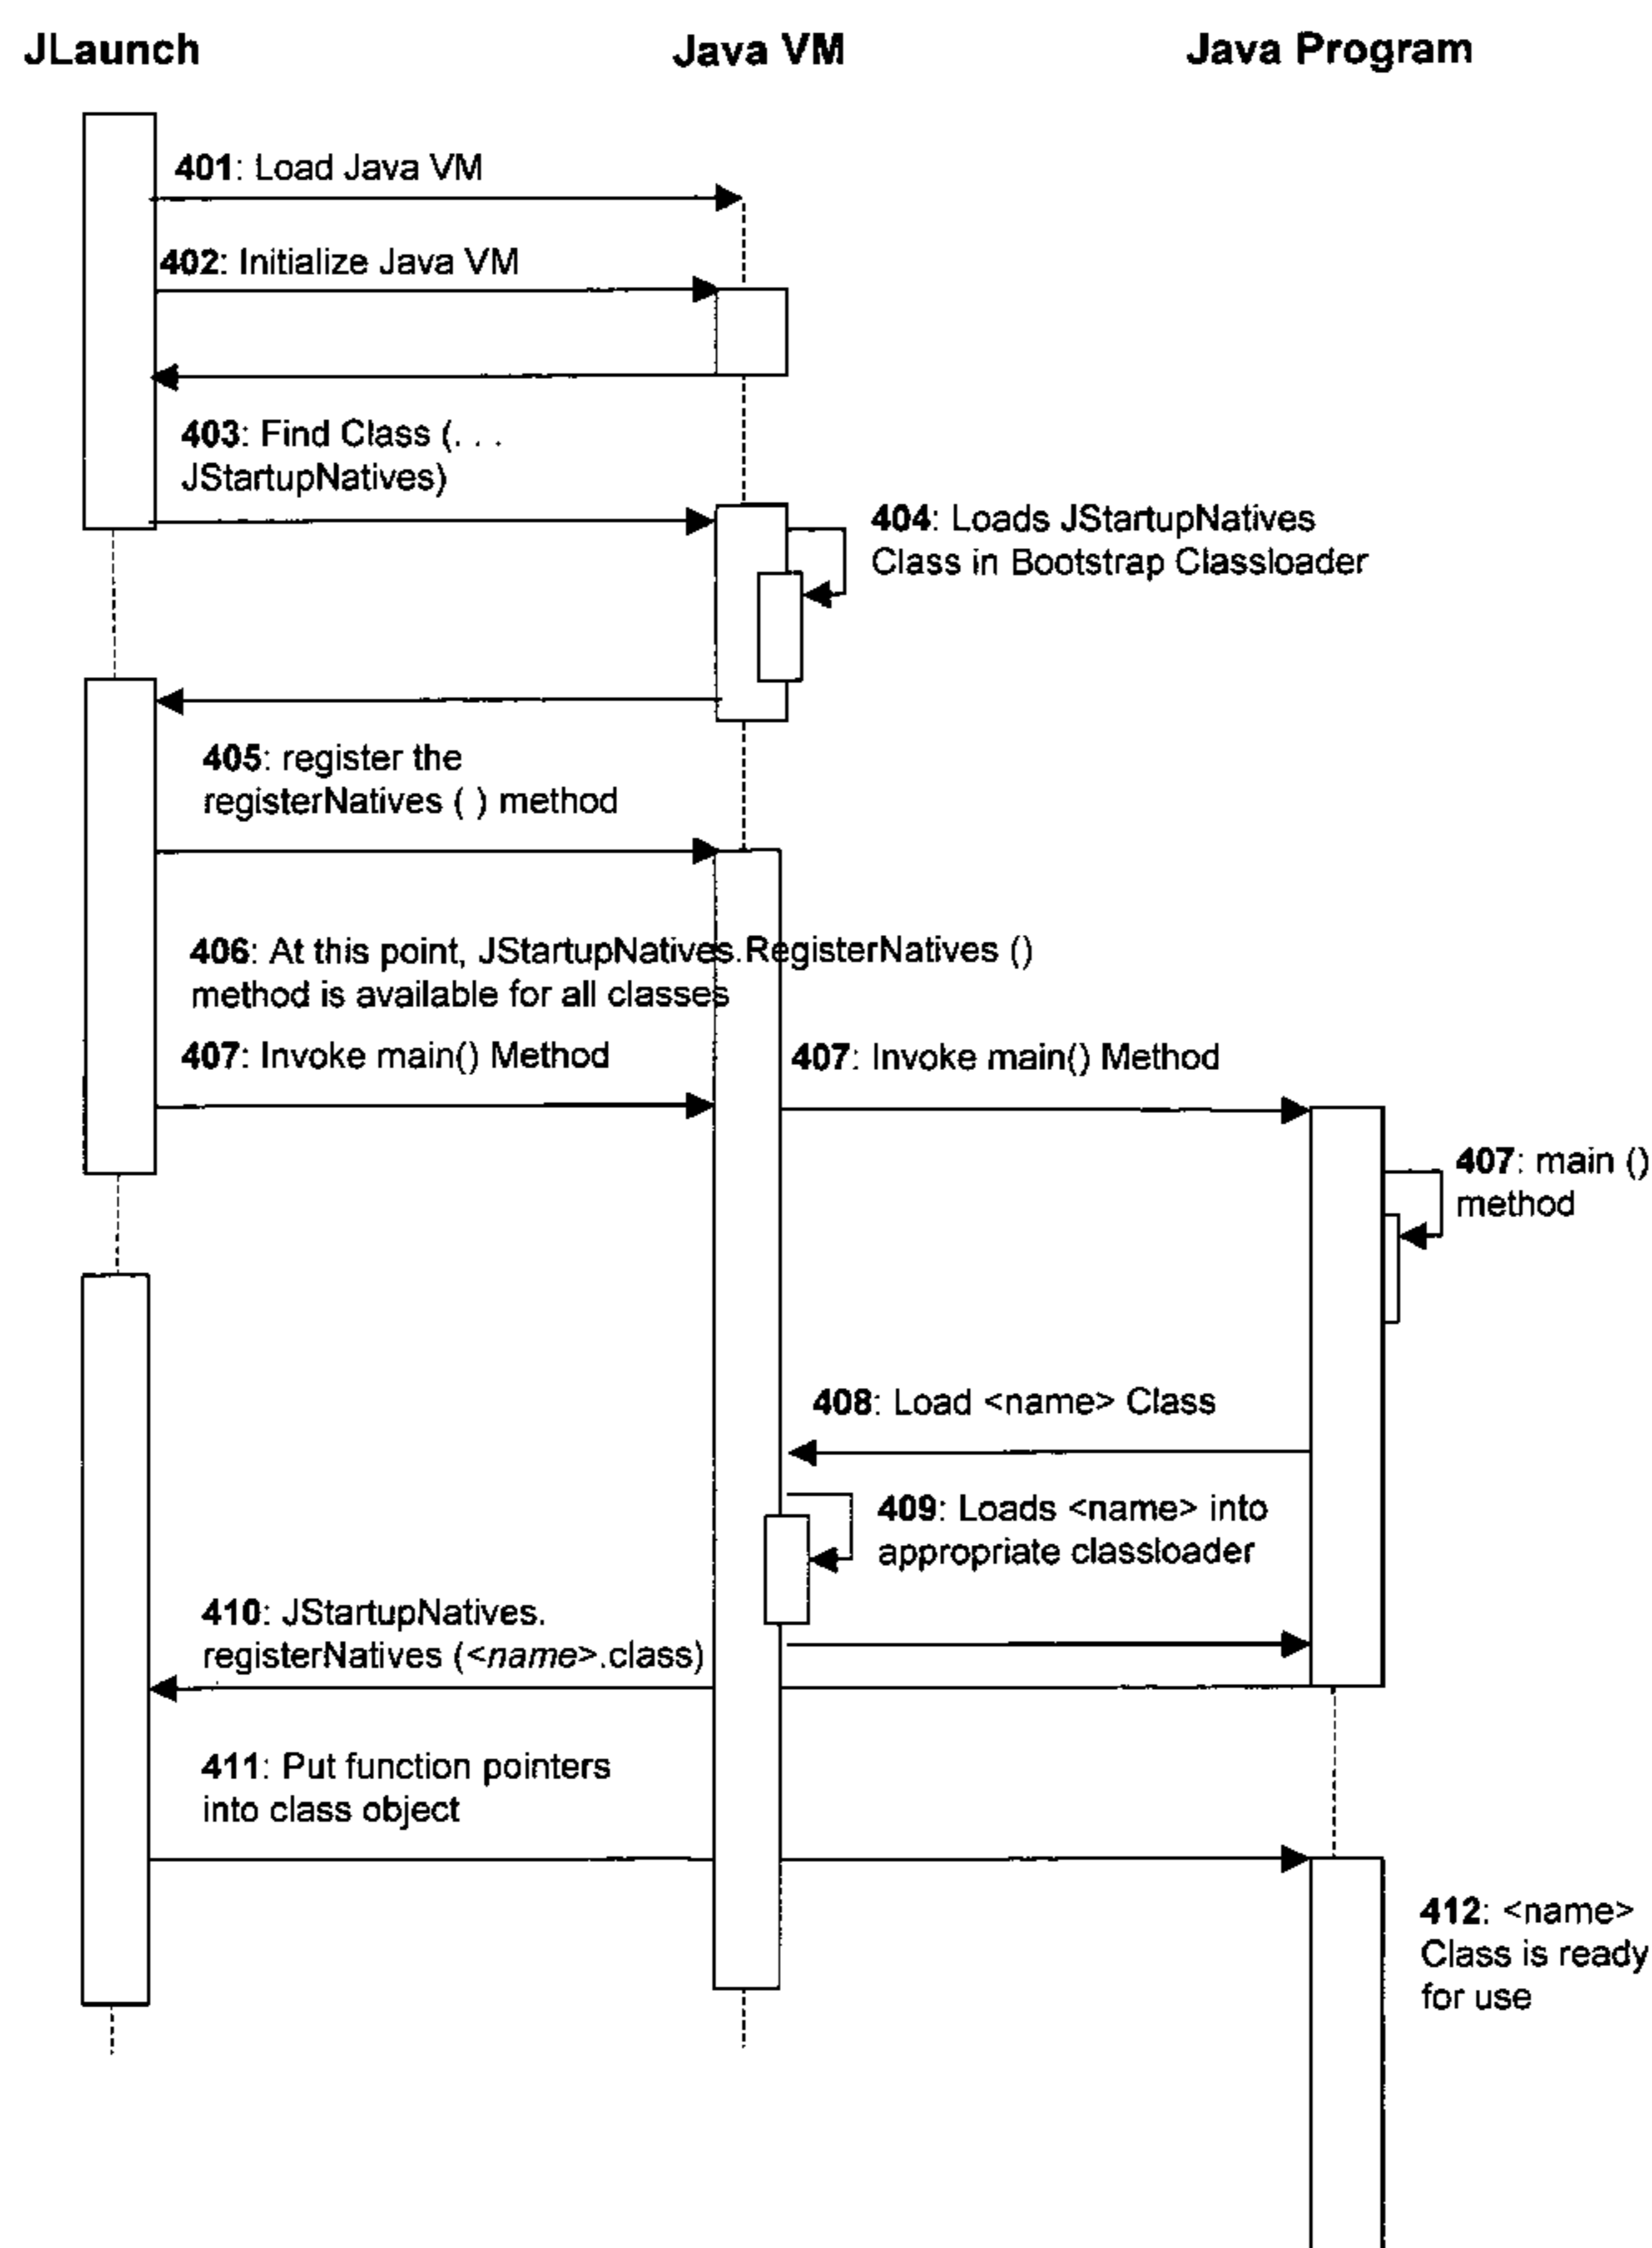 JLaunch
Java VM
Java Program
401: Load Java VM
402: Initialize Java VM
403: Find Class (. . .
JStartupNatives)
404: Loads JStartupNatives
Class in Bootstrap Classloader
405: register the
registerNatives ( ) method
406: At this point, JStartupNatives.RegisterNatives ()
method is available for all classes
407: Invoke main() Method
407: Invoke main() Method
407: main ()
method
408: Load <name> Class
409: Loads <name> into
appropriate classloader
410: JStartupNatives.
registerNatives (<name>.class)
411: Put function pointers
into class object
412: <name>
Class is ready
for use